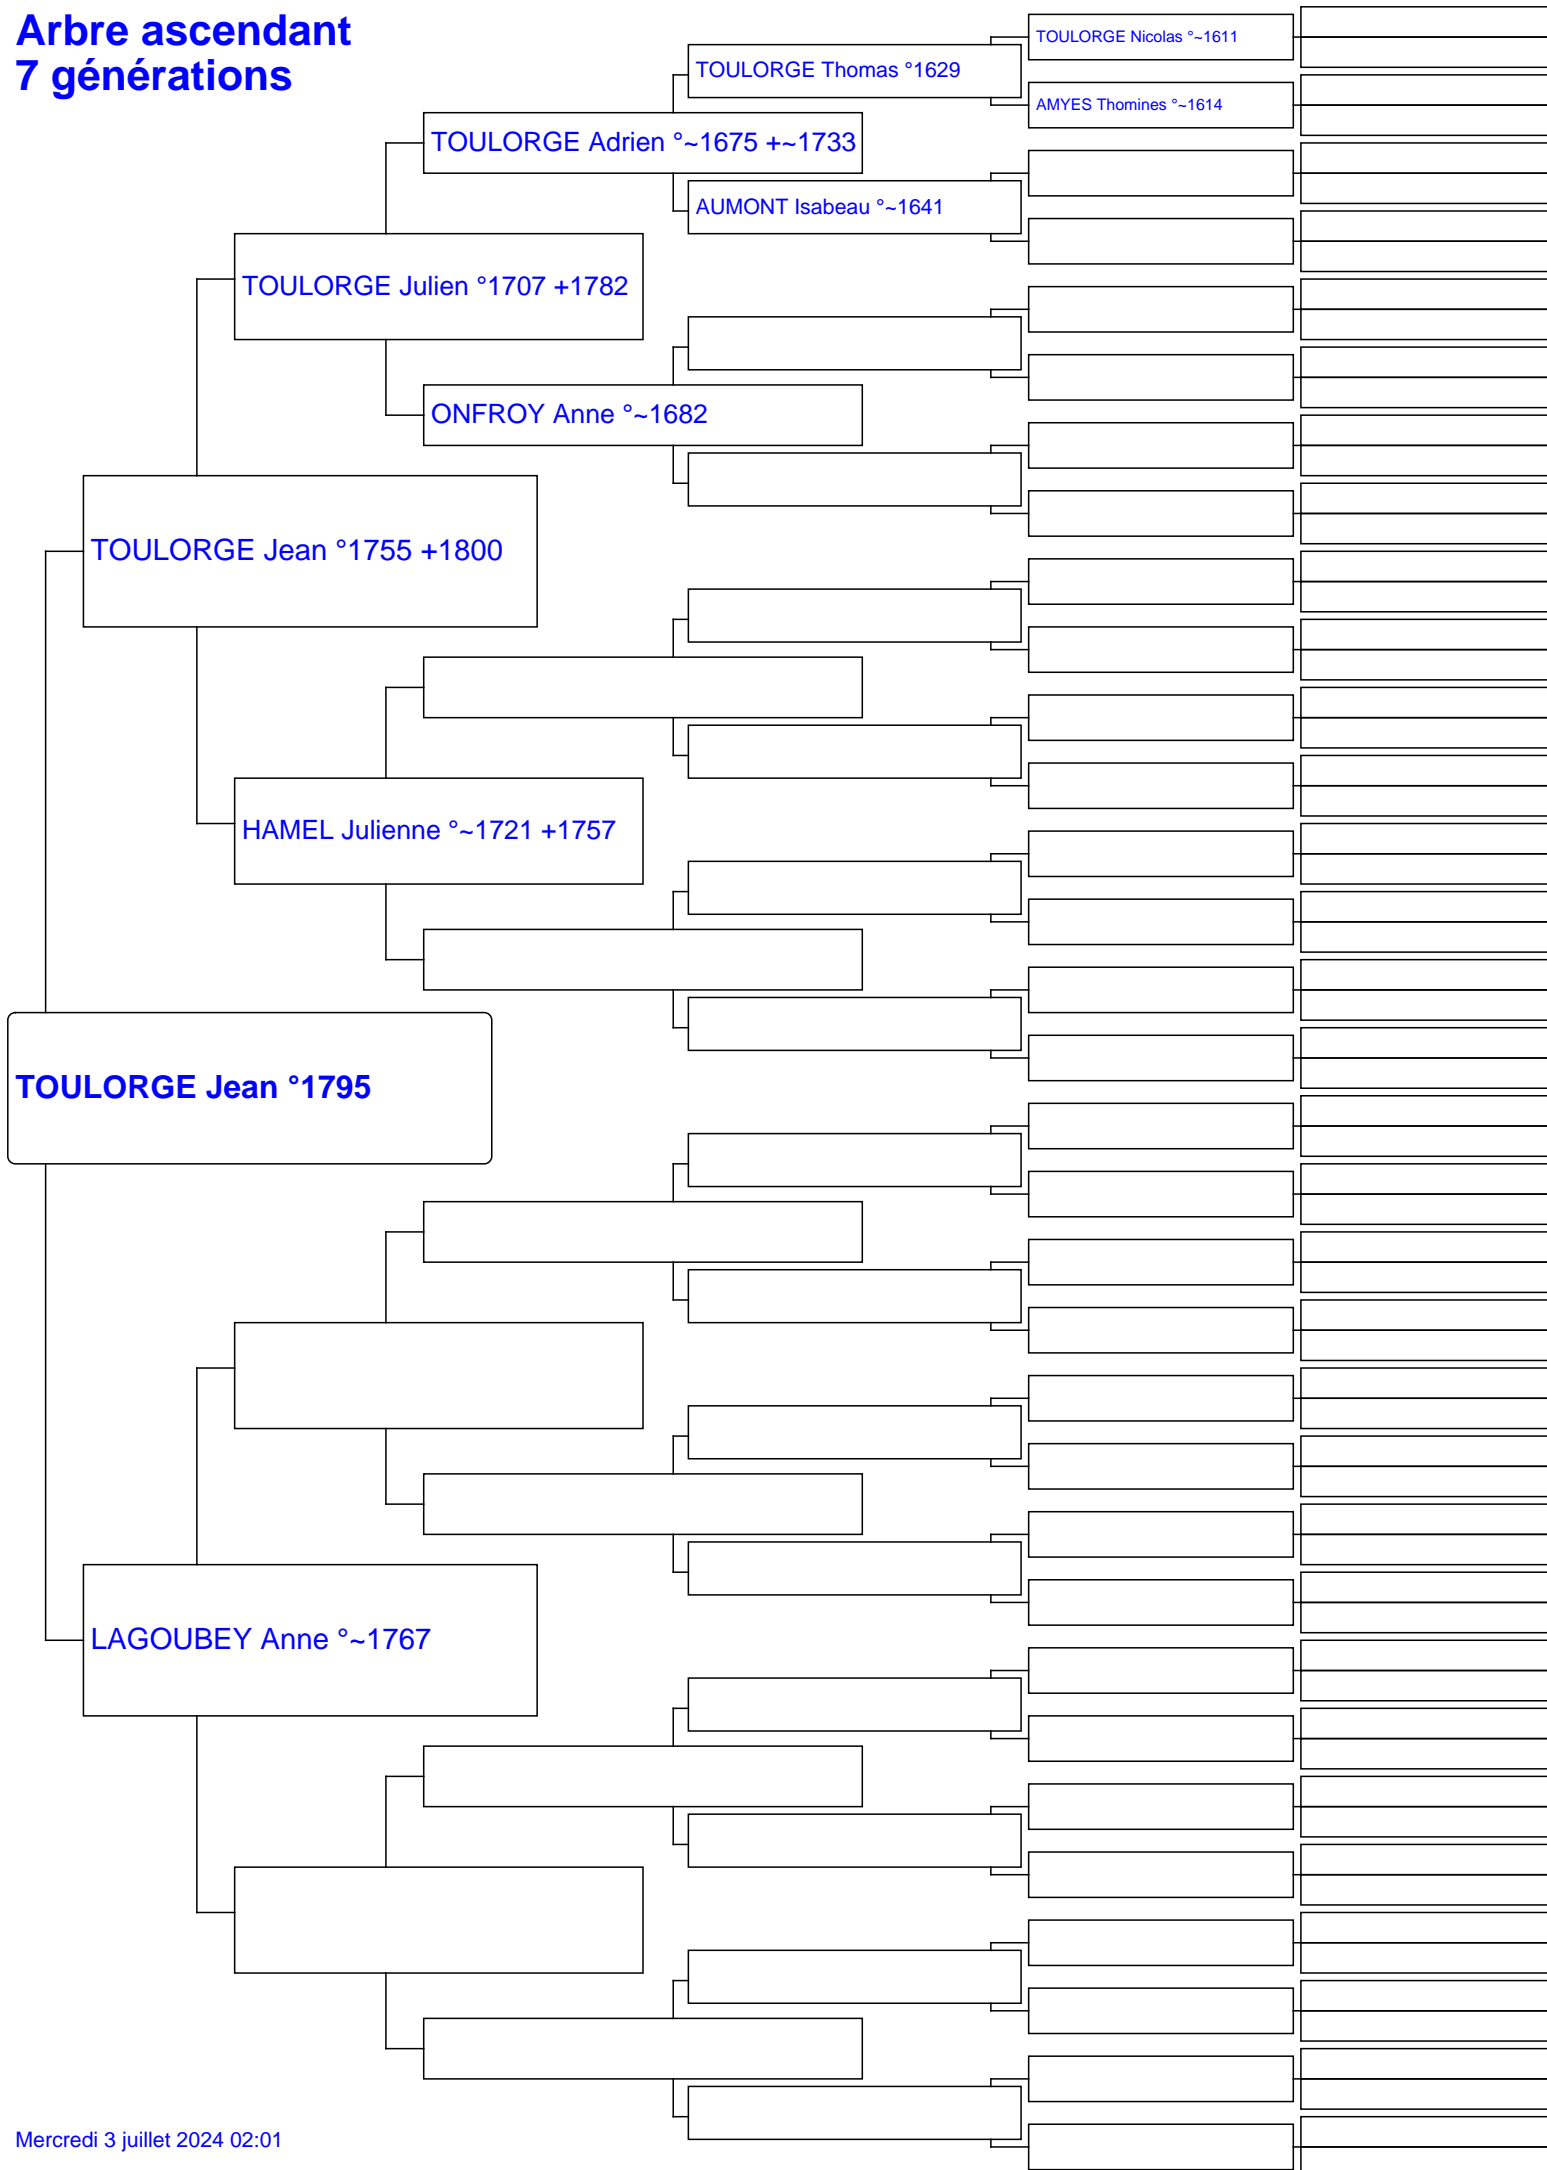 Arbre ascendant
7 générations
TOULORGE Nicolas °~1611
TOULORGE Thomas °1629
AMYES Thomines °~1614
TOULORGE Adrien °~1675 +~1733
AUMONT Isabeau °~1641
TOULORGE Julien °1707 +1782
ONFROY Anne °~1682
TOULORGE Jean °1755 +1800
HAMEL Julienne °~1721 +1757
TOULORGE Jean °1795
LAGOUBEY Anne °~1767
Mercredi 3 juillet 2024 02:01